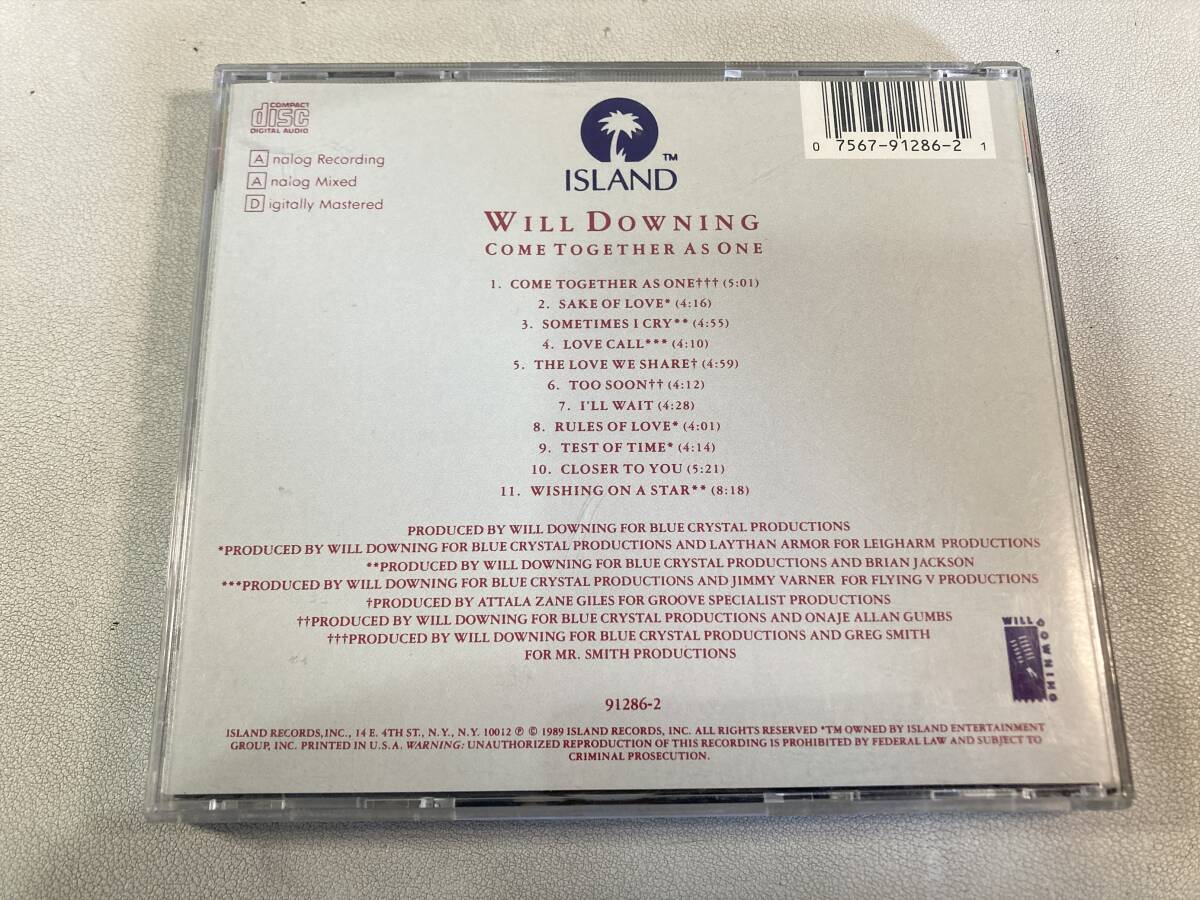 COMPACT
disc
DIGITAL AUDIO
Analog Recording
Analog Mixed
Digitally Mastered
ISLAND™
0 7567-91286-2 1
WILL DOWNING
COME TOGETHER AS ONE
1. COME TOGETHER AS ONE††† (5:01)
2. SAKE OF LOVE* (4:16)
3. SOMETIMES I CRY** (4:55)
4. LOVE CALL*** (4:10)
5. THE LOVE WE SHARE† (4:59)
6. TOO SOON†† (4:12)
7. I'LL WAIT (4:28)
8. RULES OF LOVE* (4:01)
9. TEST OF TIME* (4:14)
10. CLOSER TO YOU (5:21)
11. WISHING ON A STAR** (8:18)
PRODUCED BY WILL DOWNING FOR BLUE CRYSTAL PRODUCTIONS
*PRODUCED BY WILL DOWNING FOR BLUE CRYSTAL PRODUCTIONS AND LAYTHAN ARMOR FOR LEIGHARM PRODUCTIONS
**PRODUCED BY WILL DOWNING FOR BLUE CRYSTAL PRODUCTIONS AND BRIAN JACKSON
***PRODUCED BY WILL DOWNING FOR BLUE CRYSTAL PRODUCTIONS AND JIMMY VARNER FOR FLYING V PRODUCTIONS
†PRODUCED BY ATTALA ZANE GILES FOR GROOVE SPECIALIST PRODUCTIONS
††PRODUCED BY WILL DOWNING FOR BLUE CRYSTAL PRODUCTIONS AND ONAJE ALLAN GUMBS
†††PRODUCED BY WILL DOWNING FOR BLUE CRYSTAL PRODUCTIONS AND GREG SMITH
FOR MR. SMITH PRODUCTIONS
WILL DOWNING
91286-2
ISLAND RECORDS, INC., 14 E. 4TH ST., N.Y., N.Y. 10012 ℗ © 1989 ISLAND RECORDS, INC. ALL RIGHTS RESERVED *TM OWNED BY ISLAND ENTERTAINMENT
GROUP, INC. PRINTED IN U.S.A. WARNING: UNAUTHORIZED REPRODUCTION OF THIS RECORDING IS PROHIBITED BY FEDERAL LAW AND SUBJECT TO
CRIMINAL PROSECUTION.